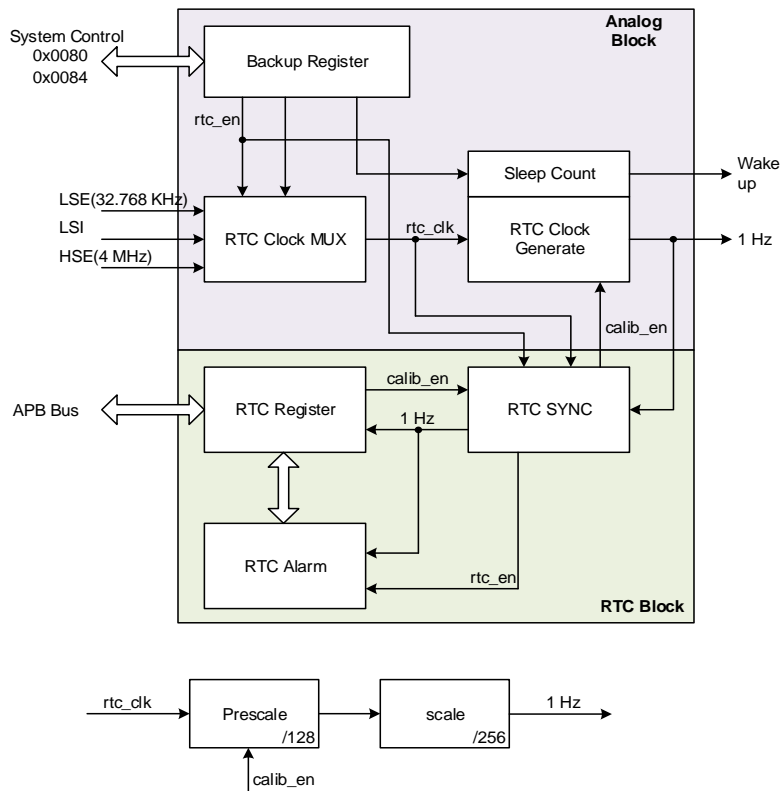 Analog
Block
System Control
0x0080
0x0084
Backup Register
rtc_en
Sleep Count
Wake
up
LSE(32.768 KHz)
LSI
HSE(4 MHz)
RTC Clock MUX
rtc_clk
RTC Clock
Generate
1 Hz
calib_en
APB Bus
RTC Register
calib_en
1 Hz
RTC SYNC
RTC Alarm
rtc_en
RTC Block
rtc_clk
Prescale
/128
scale
/256
1 Hz
calib_en